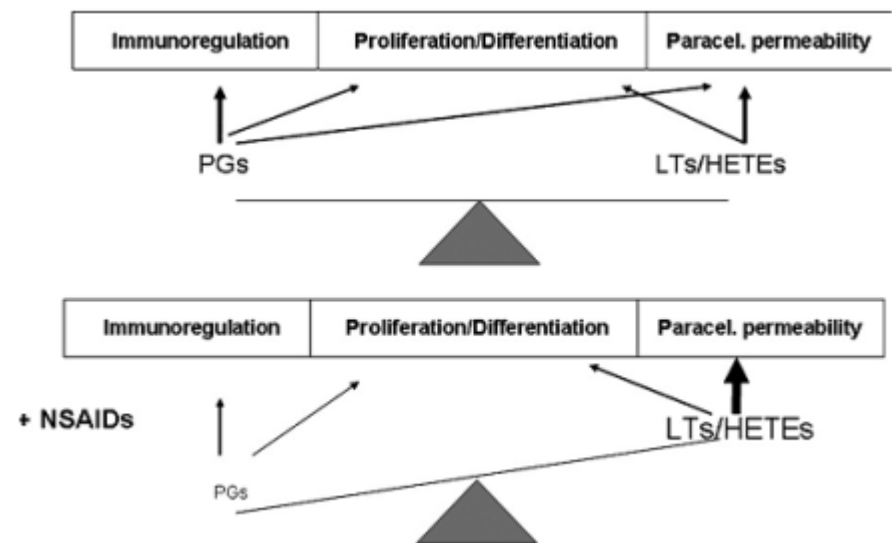 Immunoregulation Proliferation/Differentiation Paracel. permeability
PGs LTs/HETEs
Immunoregulation Proliferation/Differentiation Paracel. permeability
+ NSAIDs
LTs/HETEs
PGs